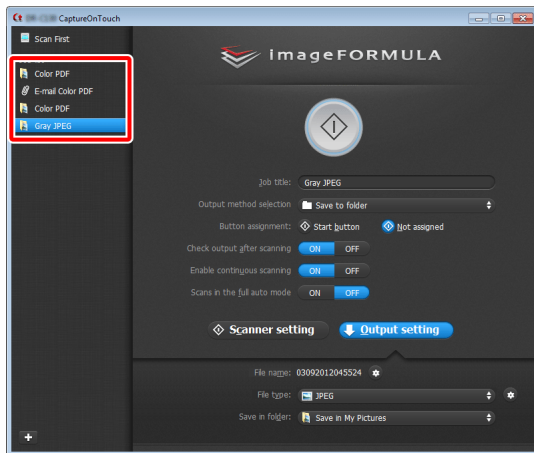 CaptureOnTouch
Scan First
Color PDF
E-mail Color PDF
Color PDF
Gray JPEG
imageFORMULA
Job title: Gray JPEG
Output method selection Save to folder
Button assignment: Start button Not assigned
Check output after scanning ON OFF
Enable continuous scanning ON OFF
Scans in the full auto mode ON OFF
Scanner setting Output setting
File name: 03092012045524
File type: JPEG
Save in folder: Save in My Pictures